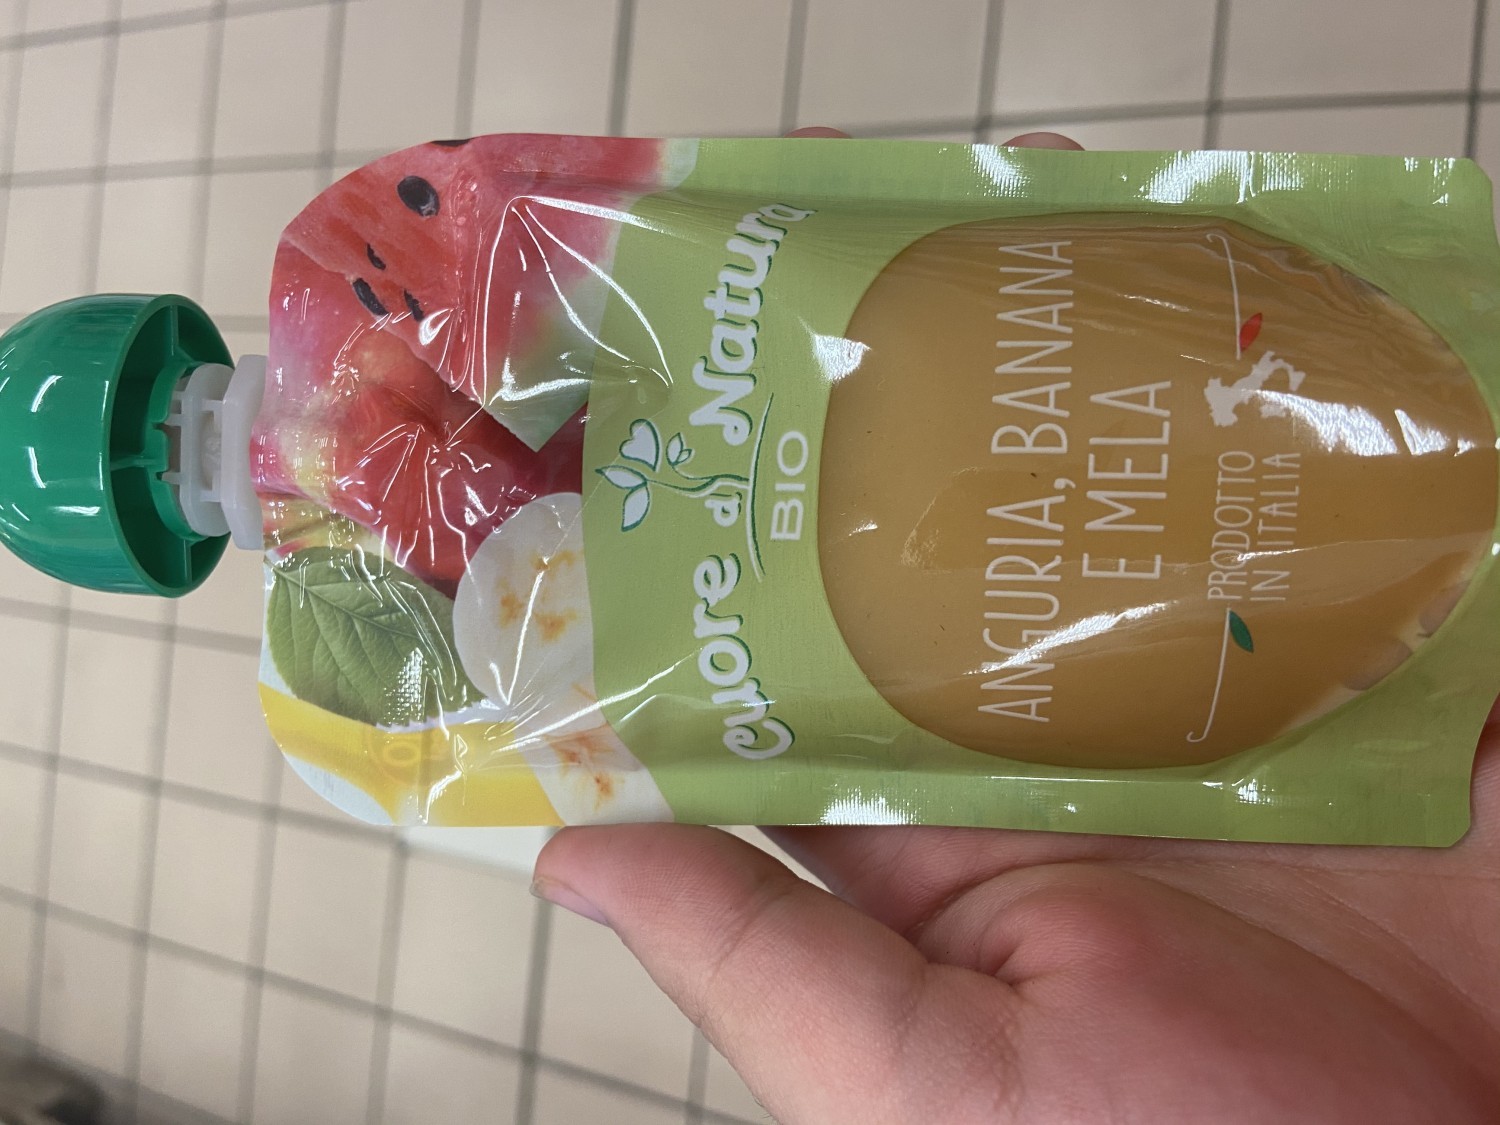 Cuore di Natura
BIO
ANGURIA, BANANA
E MELA
PRODOTTO
IN ITALIA